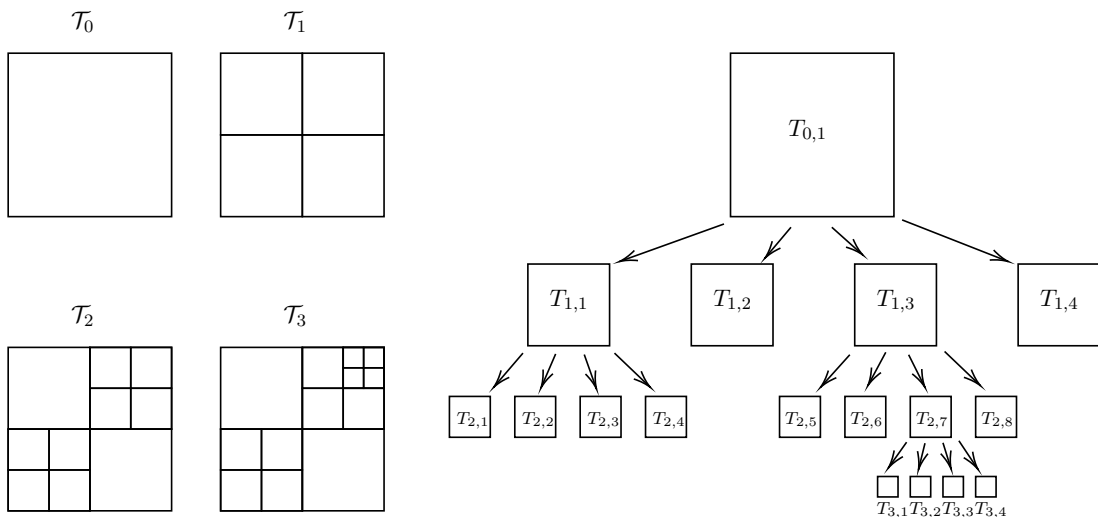 𝒯₀
𝒯₁
𝒯₂
𝒯₃
T₀,₁
T₁,₁ T₁,₂ T₁,₃ T₁,₄
T₂,₁ T₂,₂ T₂,₃ T₂,₄ T₂,₅ T₂,₆ T₂,₇ T₂,₈
T₃,₁ T₃,₂ T₃,₃ T₃,₄